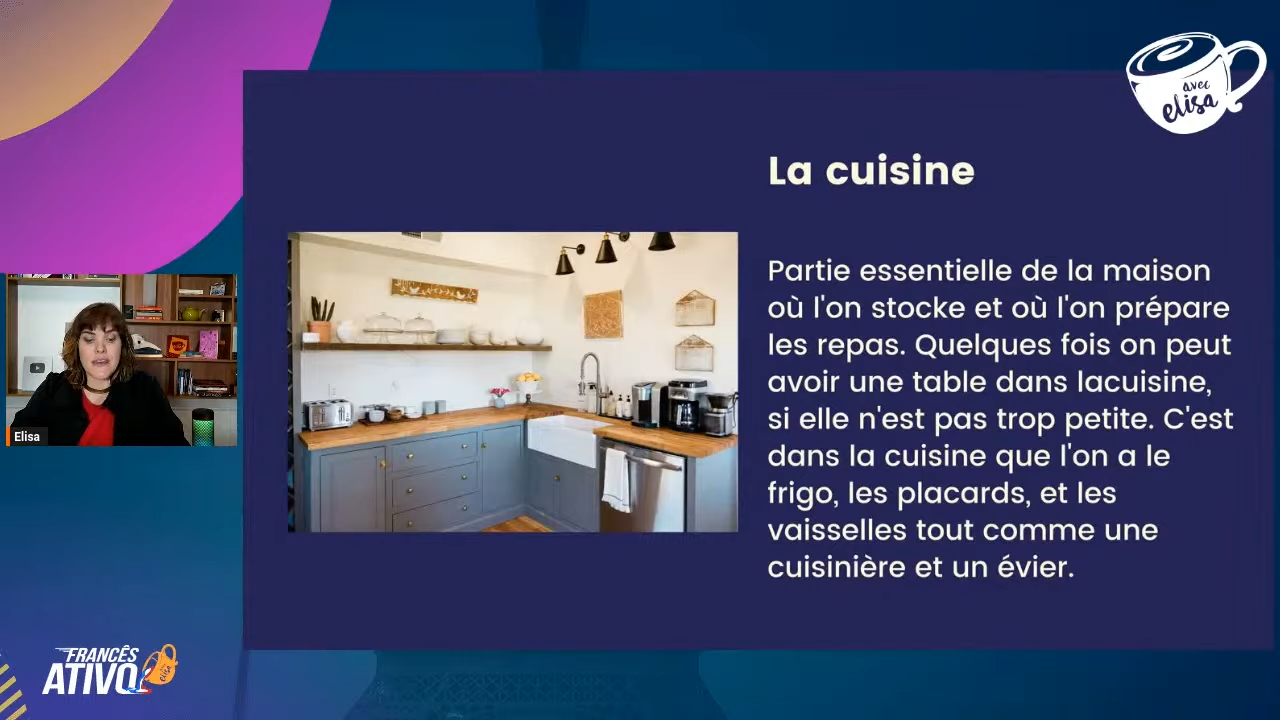 avec
elisa
La cuisine
Partie essentielle de la maison
où l'on stocke et où l'on prépare
les repas. Quelques fois on peut
avoir une table dans lacuisine,
si elle n'est pas trop petite. C'est
dans la cuisine que l'on a le
frigo, les placards, et les
vaisselles tout comme une
cuisinière et un évier.
Elisa
FRANCÊS
ATIVO
elisa